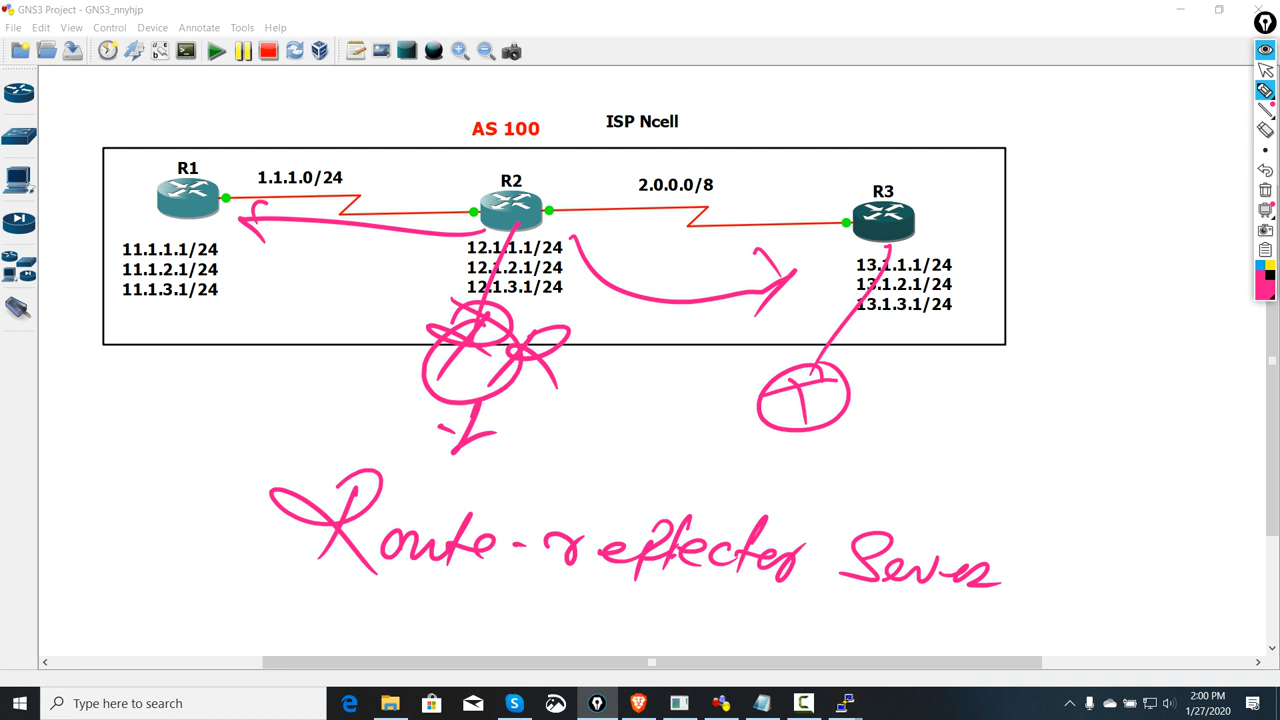 GNS3 Project - GNS3_nnyhjp
File Edit View Control Device Annotate Tools Help
AS 100
ISP Ncell
R1
1.1.1.0/24
R2
2.0.0.0/8
R3
11.1.1.1/24
11.1.2.1/24
11.1.3.1/24
12.1.1.1/24
12.1.2.1/24
12.1.3.1/24
13.1.1.1/24
13.1.2.1/24
13.1.3.1/24
Route-reflector Server
Type here to search
2:00 PM
1/27/2020